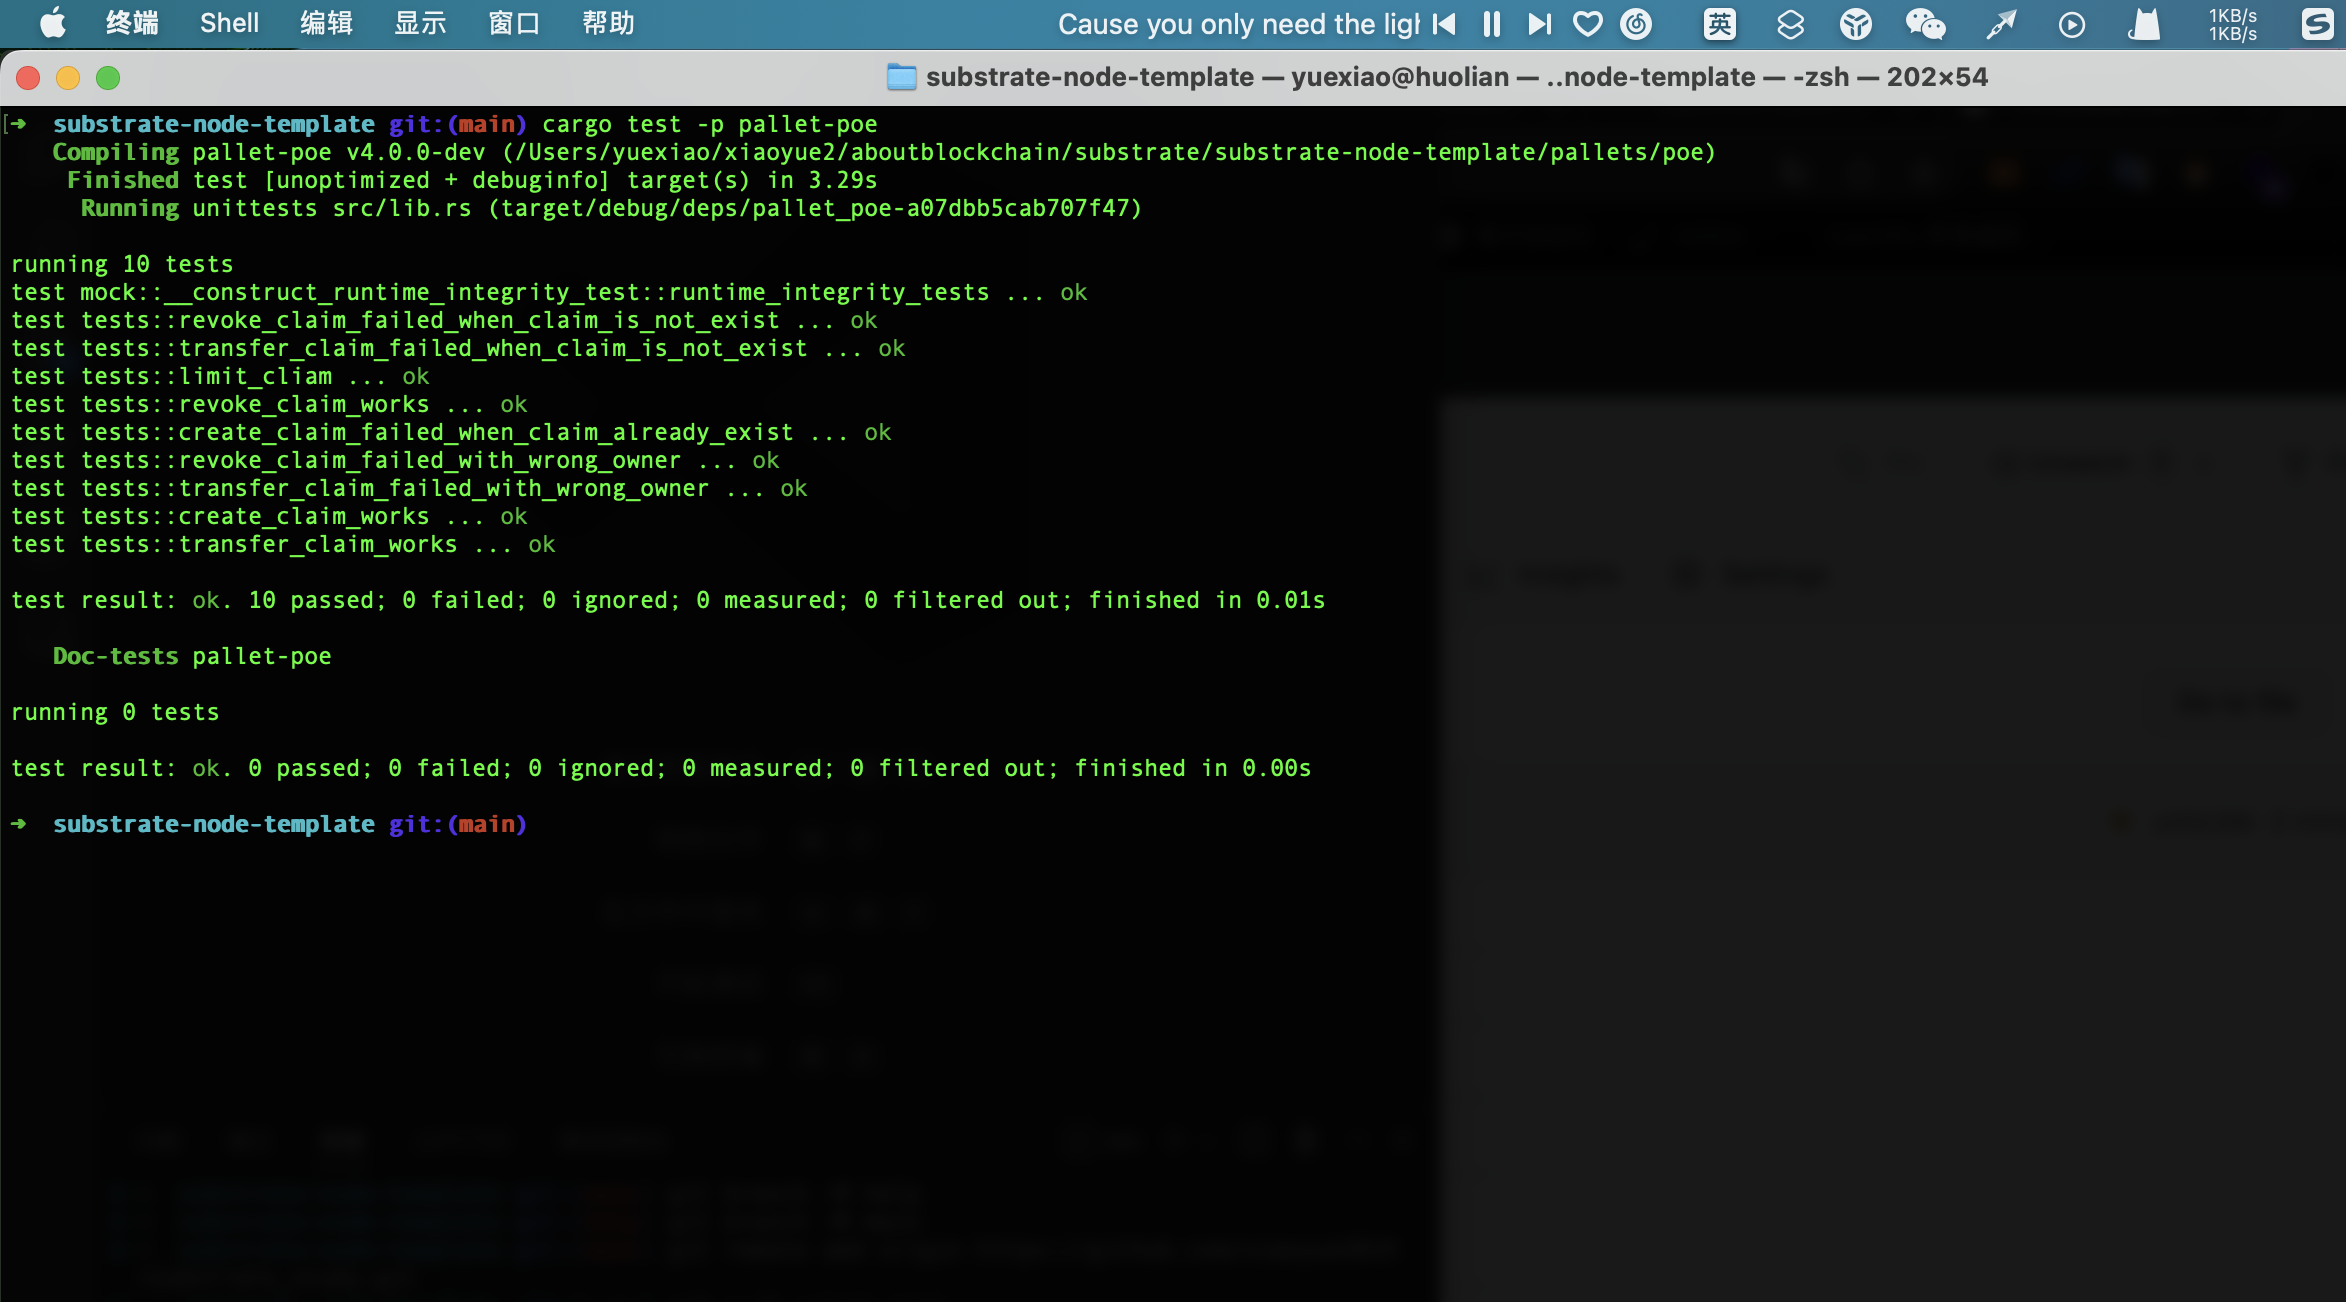 终端 Shell 编辑 显示 窗口 帮助 Cause you only need the ligh 英 1KB/s
1KB/s
substrate-node-template — yuexiao@huolian — ..node-template — -zsh — 202×54
[➜  substrate-node-template git:(main) cargo test -p pallet-poe
   Compiling pallet-poe v4.0.0-dev (/Users/yuexiao/xiaoyue2/aboutblockchain/substrate/substrate-node-template/pallets/poe)
    Finished test [unoptimized + debuginfo] target(s) in 3.29s
     Running unittests src/lib.rs (target/debug/deps/pallet_poe-a07dbb5cab707f47)
running 10 tests
test mock::__construct_runtime_integrity_test::runtime_integrity_tests ... ok
test tests::revoke_claim_failed_when_claim_is_not_exist ... ok
test tests::transfer_claim_failed_when_claim_is_not_exist ... ok
test tests::limit_cliam ... ok
test tests::revoke_claim_works ... ok
test tests::create_claim_failed_when_claim_already_exist ... ok
test tests::revoke_claim_failed_with_wrong_owner ... ok
test tests::transfer_claim_failed_with_wrong_owner ... ok
test tests::create_claim_works ... ok
test tests::transfer_claim_works ... ok
test result: ok. 10 passed; 0 failed; 0 ignored; 0 measured; 0 filtered out; finished in 0.01s
   Doc-tests pallet-poe
running 0 tests
test result: ok. 0 passed; 0 failed; 0 ignored; 0 measured; 0 filtered out; finished in 0.00s
➜  substrate-node-template git:(main)